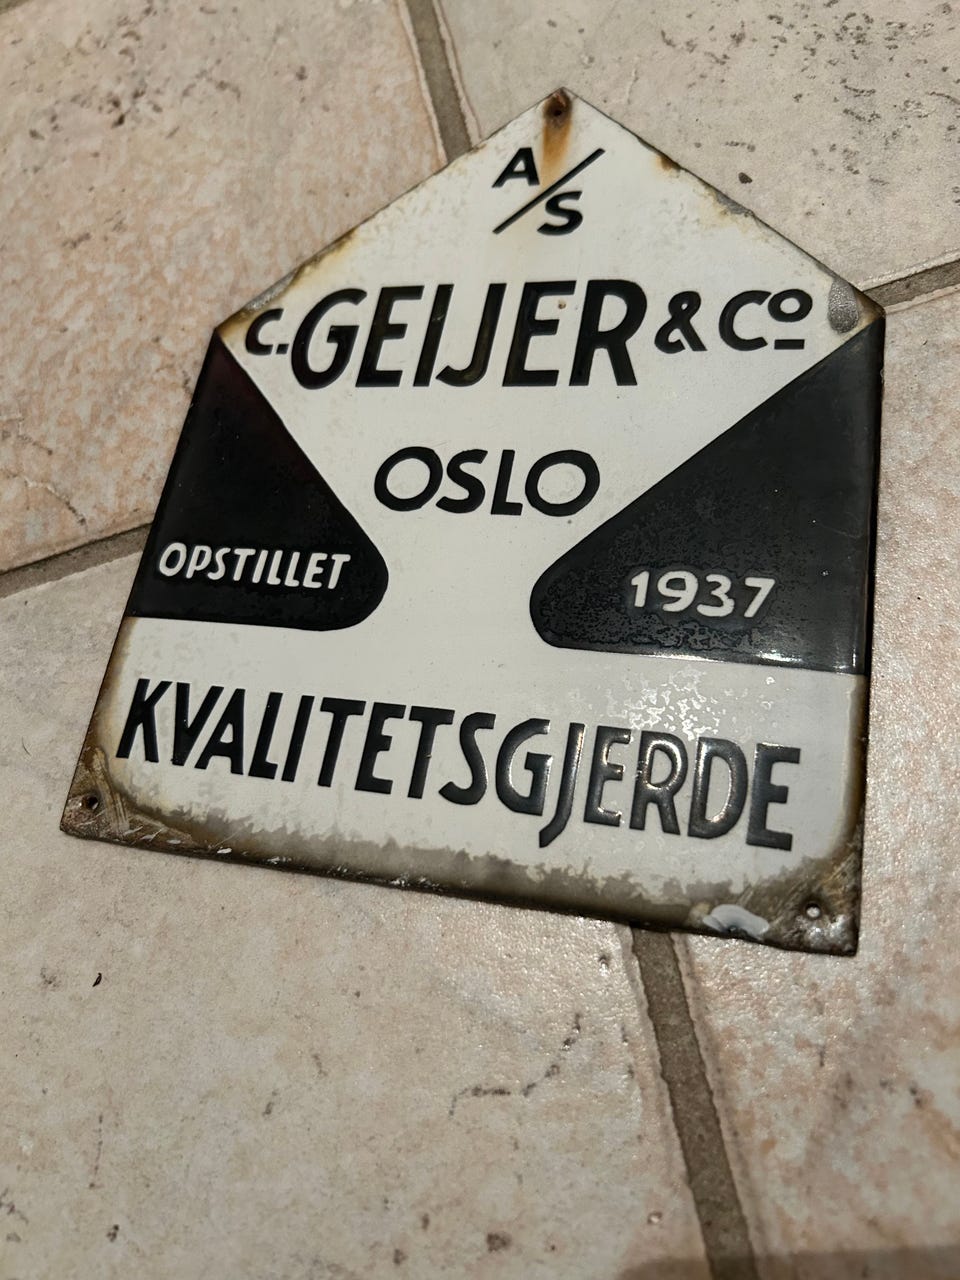 A/S
C. GEIJER & Co
OSLO
OPSTILLET 1937
KVALITETSGJERDE